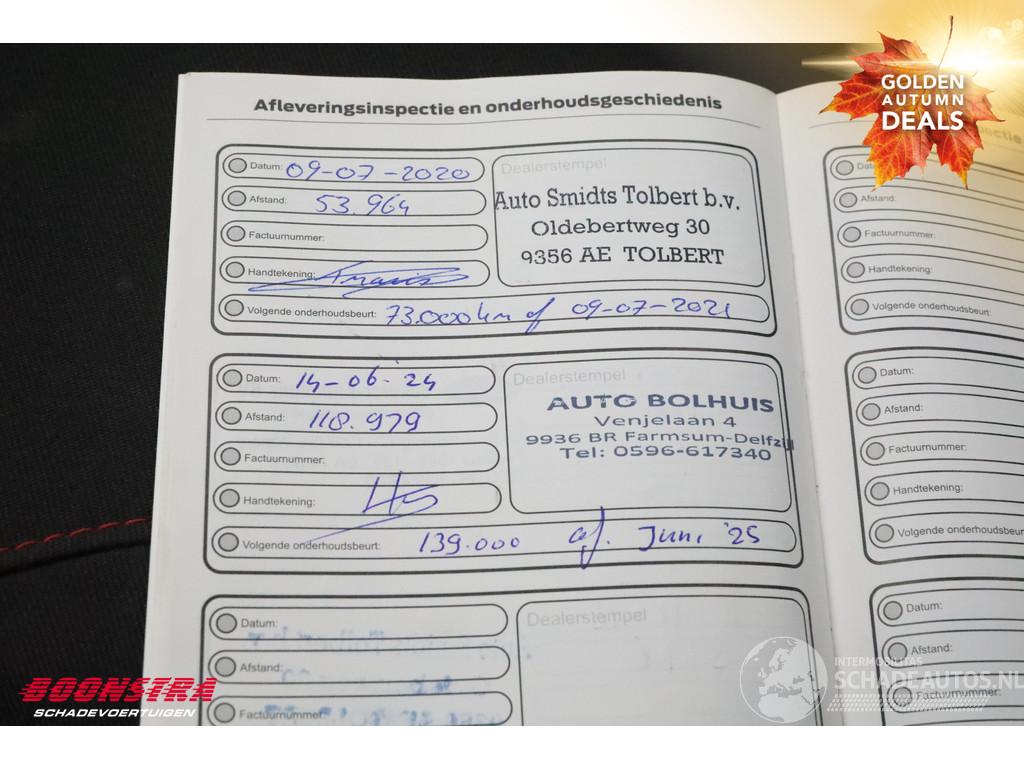 GOLDEN
AUTUMN
DEALS
Afleveringsinspectie en onderhoudsgeschiedenis
Datum: 09-07-2020
Afstand: 53.964
Factuurnummer:
Handtekening:
Volgende onderhoudsbeurt: 73.000 km of 09-07-2021
Dealerstempel
Auto Smidts Tolbert b.v.
Oldebertweg 30
9356 AE TOLBERT
Datum: 14-06-24
Afstand: 118.979
Factuurnummer:
Handtekening:
Volgende onderhoudsbeurt: 139.000 of. Juni '25
Dealerstempel
AUTO BOLHUIS
Venjelaan 4
9936 BR Farmsum-Delfzijl
Tel: 0596-617340
Datum:
Afstand:
Factuurnummer:
Dealerstempel
Afstand:
Factuurnummer:
Handtekening:
Volgende onderhoudsbeurt:
Datum:
Afstand:
Factuurnummer:
Handtekening:
Volgende onderhoudsbeurt
Datum:
Afstand:
Factuurnummer:
BOONSTRA
SCHADEVOERTUIGEN
INTERMOBILITAS
SCHADEAUTOS.NL